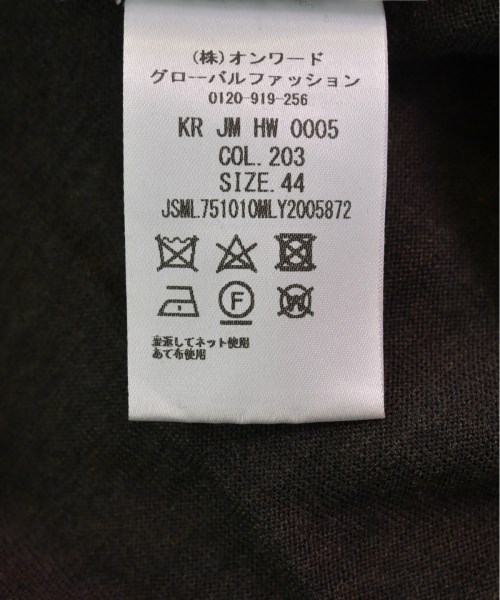 (株)オンワード
グローバルファッション
0120-919-256
KR JM HW 0005
COL.203
SIZE.44
JSML751010MLY2005872
F
W
裏返してネット使用
あて布使用